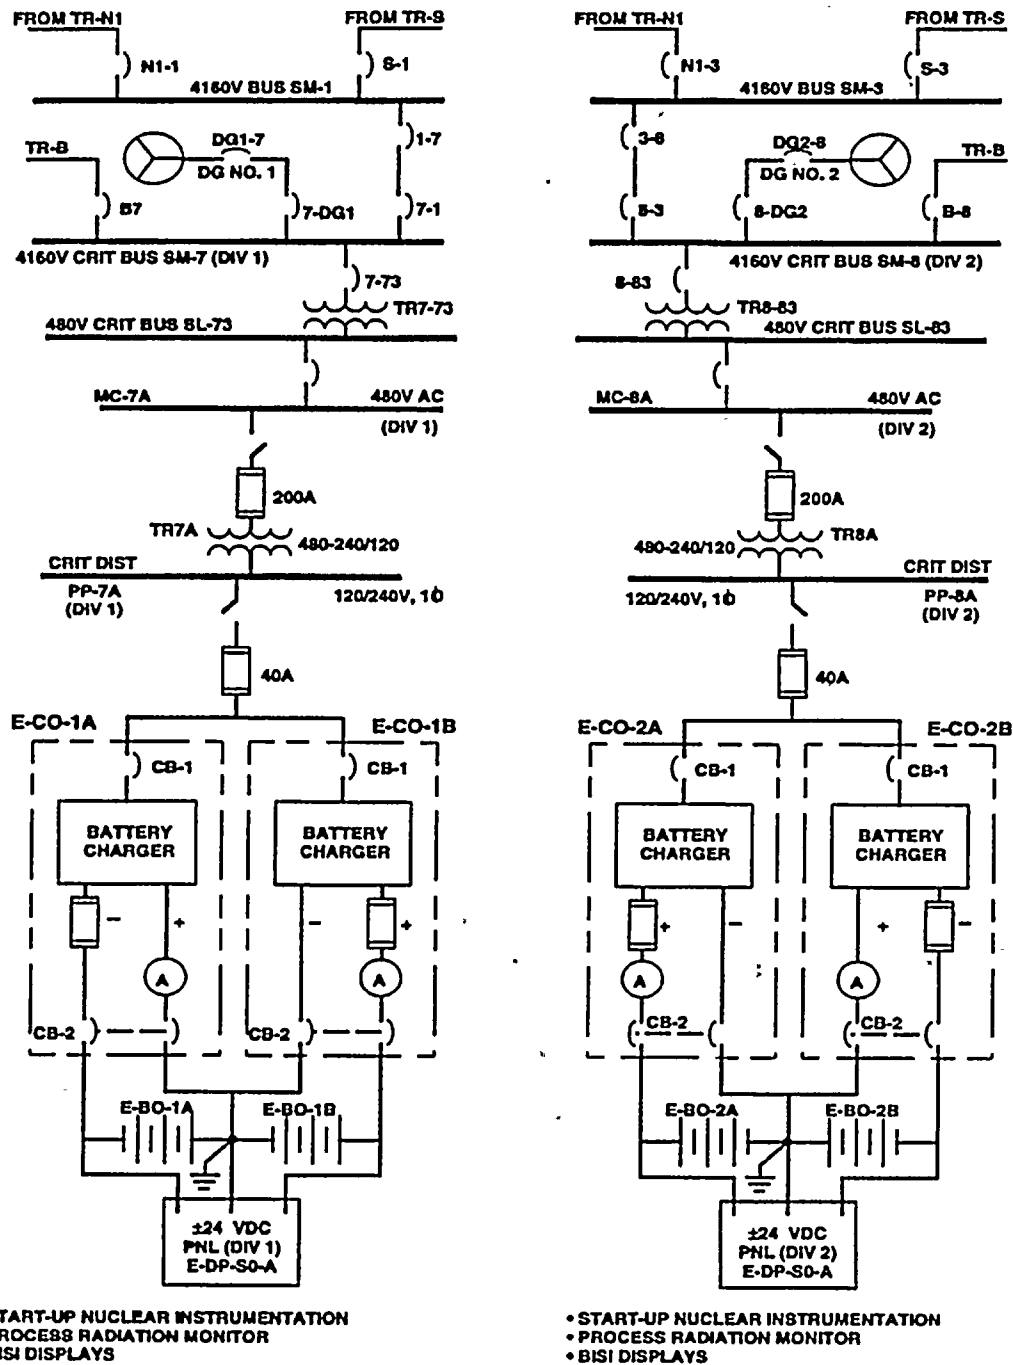 FROM TR-N1
FROM TR-S
N1-1
S-1
4160V BUS SM-1
1-7
TR-B
DG1-7
DG NO. 1
B7
7-DG1
7-1
4160V CRIT BUS SM-7 (DIV 1)
7-73
TR7-73
480V CRIT BUS SL-73
MC-7A
480V AC
(DIV 1)
200A
TR7A
480-240/120
CRIT DIST
PP-7A
(DIV 1)
120/240V, 1Φ
40A
E-CO-1A
E-CO-1B
CB-1
CB-1
BATTERY
CHARGER
BATTERY
CHARGER
-
+
-
+
A
A
CB-2
CB-2
E-BO-1A
E-BO-1B
±24 VDC
PNL (DIV 1)
E-DP-S0-A
TART-UP NUCLEAR INSTRUMENTATION
ROCESS RADIATION MONITOR
ISI DISPLAYS
FROM TR-N1
FROM TR-S
N1-3
S-3
4160V BUS SM-3
3-8
DG2-8
DG NO. 2
TR-B
8-3
8-DG2
B-8
4160V CRIT BUS SM-8 (DIV 2)
8-83
TR8-83
480V CRIT BUS SL-83
MC-8A
480V AC
(DIV 2)
200A
TR8A
480-240/120
CRIT DIST
120/240V, 1Φ
PP-8A
(DIV 2)
40A
E-CO-2A
E-CO-2B
CB-1
CB-1
BATTERY
CHARGER
BATTERY
CHARGER
+
-
+
-
A
A
CB-2
CB-2
E-BO-2A
E-BO-2B
±24 VDC
PNL (DIV 2)
E-DP-S0-A
• START-UP NUCLEAR INSTRUMENTATION
• PROCESS RADIATION MONITOR
• BISI DISPLAYS